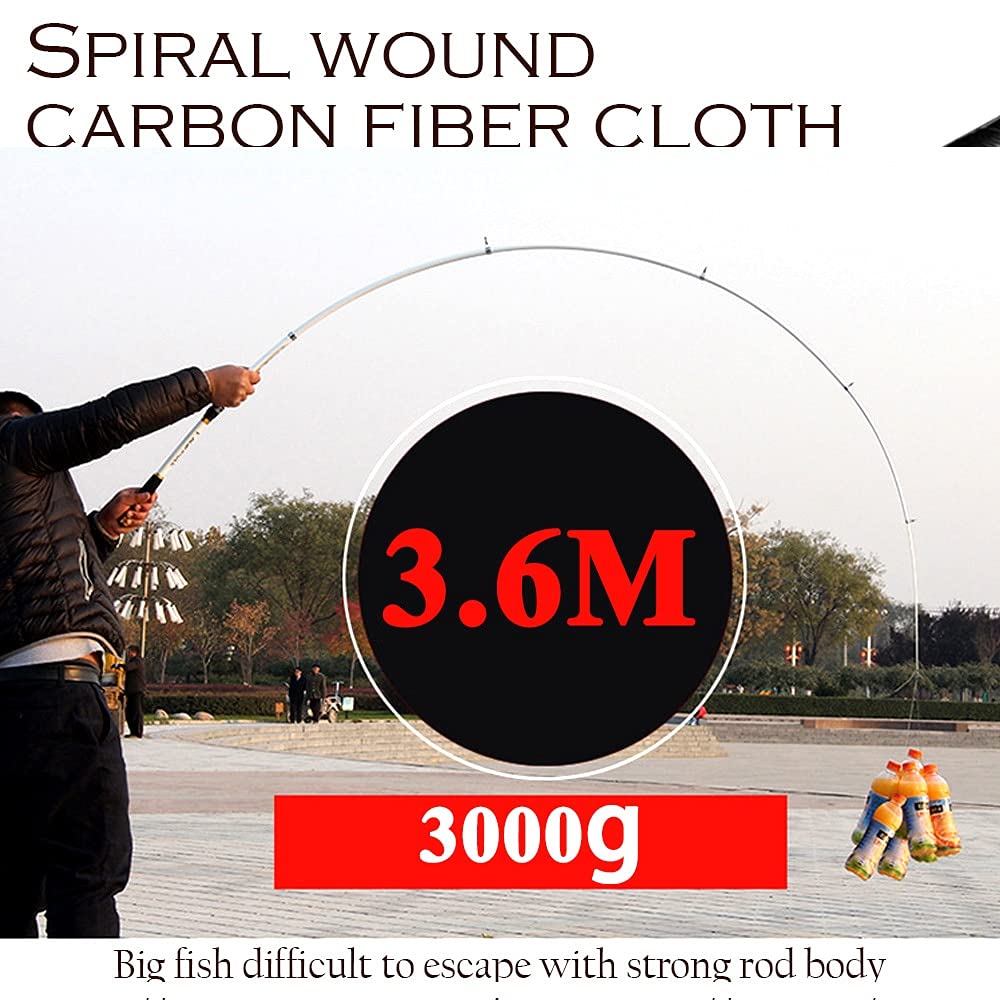 SPIRAL WOUND
CARBON FIBER CLOTH
3.6M
3000g
Big fish difficult to escape with strong rod body